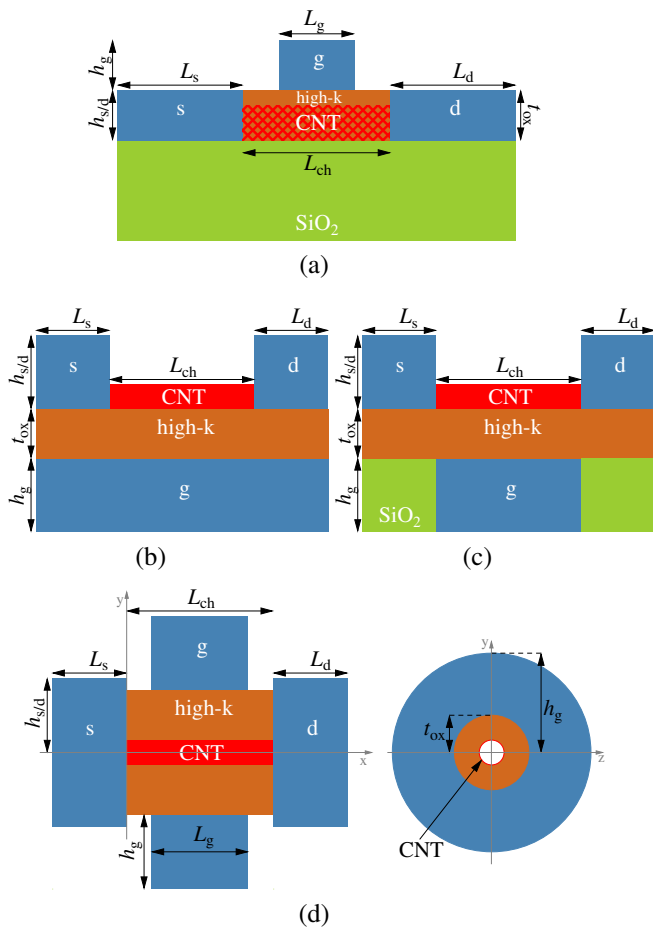 L_g
h_g
g
L_s
L_d
high-k
h_s/d
s
CNT
d
t_ox
L_ch
SiO_2
(a)
L_s
L_d
h_s/d
s
L_ch
d
CNT
t_ox
high-k
h_g
g
(b)
L_s
L_d
h_s/d
s
L_ch
d
CNT
t_ox
high-k
h_g
SiO_2
g
(c)
y
L_ch
L_s
g
L_d
h_s/d
high-k
s
CNT
d
x
h_g
L_g
y
h_g
t_ox
z
CNT
(d)